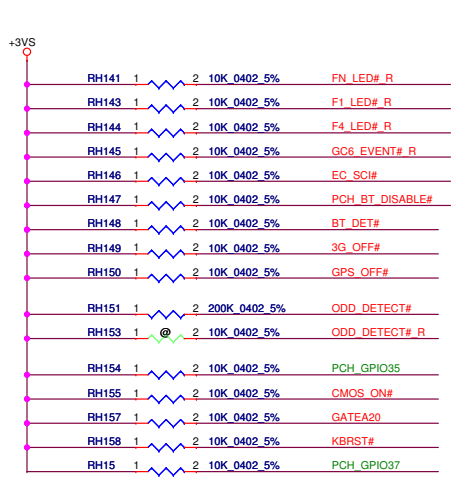 +3VS
RH141 1 2 10K_0402_5% FN_LED#_R
RH143 1 2 10K_0402_5% F1_LED#_R
RH144 1 2 10K_0402_5% F4_LED#_R
RH145 1 2 10K_0402_5% GC6_EVENT#_R
RH146 1 2 10K_0402_5% EC_SCI#
RH147 1 2 10K_0402_5% PCH_BT_DISABLE#
RH148 1 2 10K_0402_5% BT_DET#
RH149 1 2 10K_0402_5% 3G_OFF#
RH150 1 2 10K_0402_5% GPS_OFF#
RH151 1 2 200K_0402_5% ODD_DETECT#
RH153 1 @ 2 10K_0402_5% ODD_DETECT#_R
RH154 1 2 10K_0402_5% PCH_GPIO35
RH155 1 2 10K_0402_5% CMOS_ON#
RH157 1 2 10K_0402_5% GATEA20
RH158 1 2 10K_0402_5% KBRST#
RH15 1 2 10K_0402_5% PCH_GPIO37